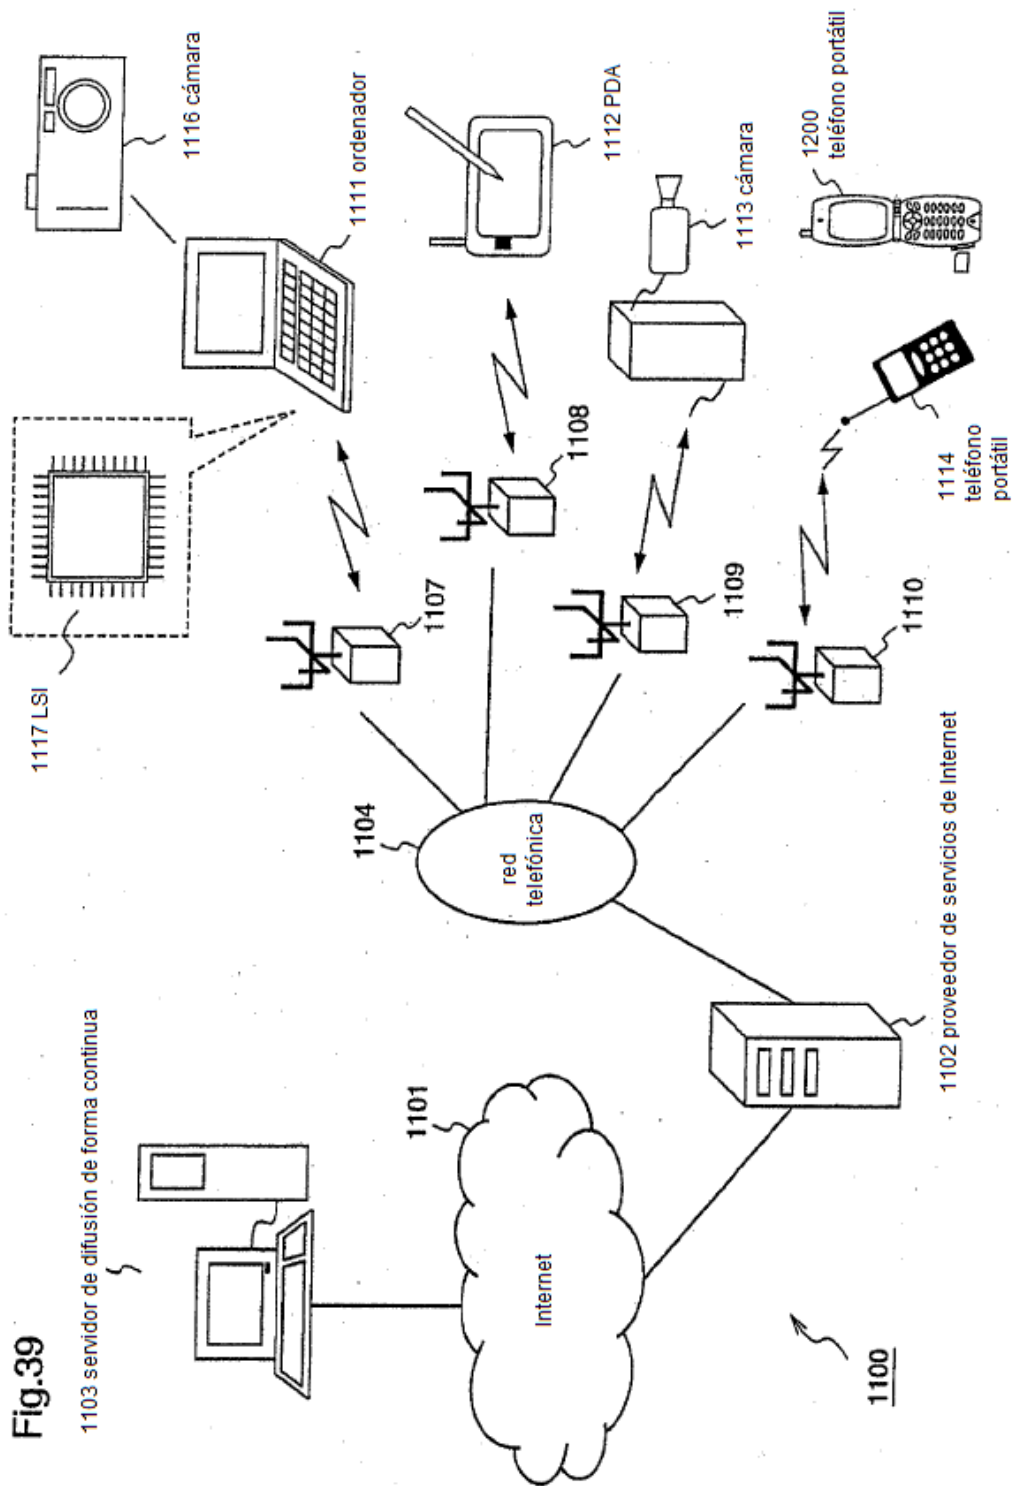 Fig.39
1103 servidor de difusión de forma continua
1117 LSI
1116 cámara
1111 ordenador
1107
1101
Internet
1104
red
telefónica
1108
1112 PDA
1109
1113 cámara
1100
1102 proveedor de servicios de Internet
1110
1114
teléfono
portátil
1200
teléfono portátil